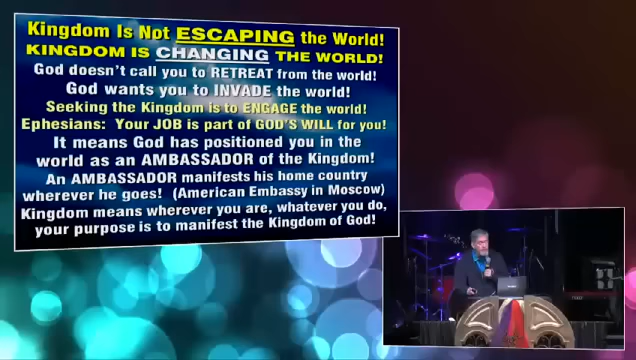 Kingdom Is Not ESCAPING the World!
KINGDOM IS CHANGING THE WORLD!
God doesn't call you to RETREAT from the world!
God wants you to INVADE the world!
Seeking the Kingdom is to ENGAGE the world!
Ephesians: Your JOB is part of GOD'S WILL for you!
It means God has positioned you in the
world as an AMBASSADOR of the Kingdom!
An AMBASSADOR manifests his home country
wherever he goes! (American Embassy in Moscow)
Kingdom means wherever you are, whatever you do,
your purpose is to manifest the Kingdom of God!